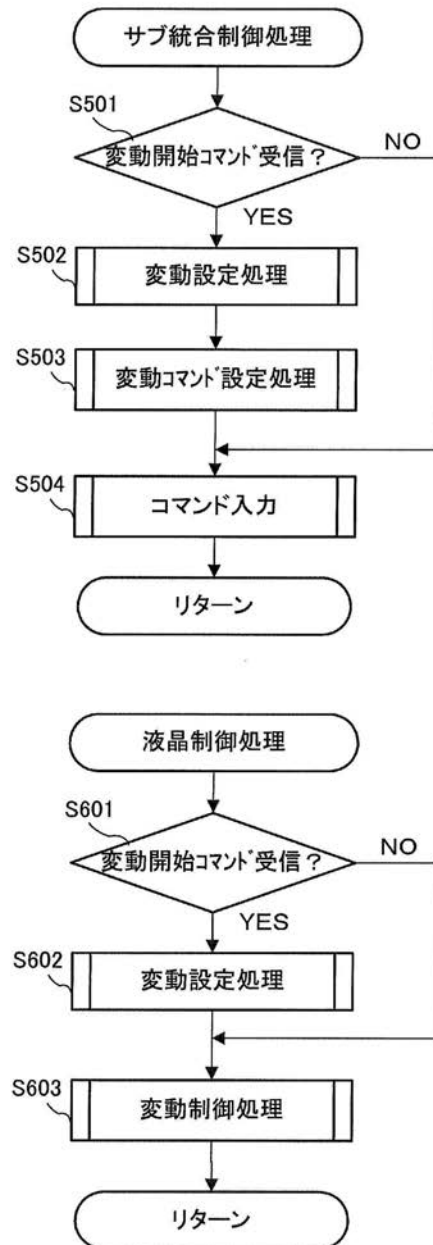 サブ統合制御処理
S501
変動開始コマンド受信？
NO
YES
S502
変動設定処理
S503
変動コマンド設定処理
S504
コマンド入力
リターン
液晶制御処理
S601
変動開始コマンド受信？
NO
YES
S602
変動設定処理
S603
変動制御処理
リターン